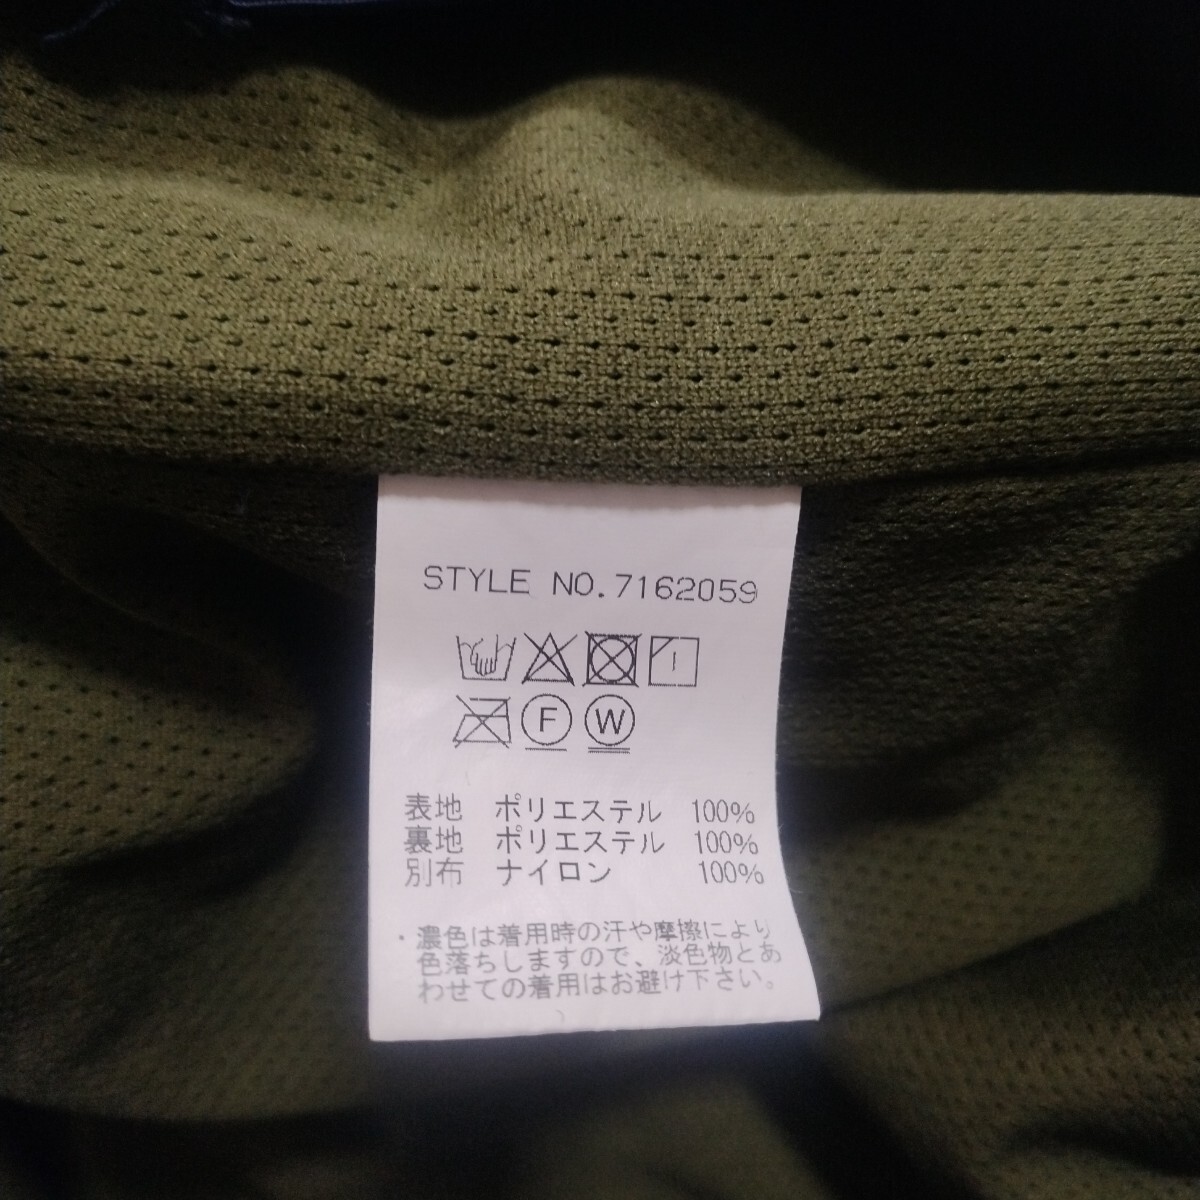 STYLE NO.7162059
F W
表地 ポリエステル 100%
裏地 ポリエステル 100%
別布 ナイロン 100%
・濃色は着用時の汗や摩擦により
色落ちしますので、淡色物とあ
わせての着用はお避け下さい。